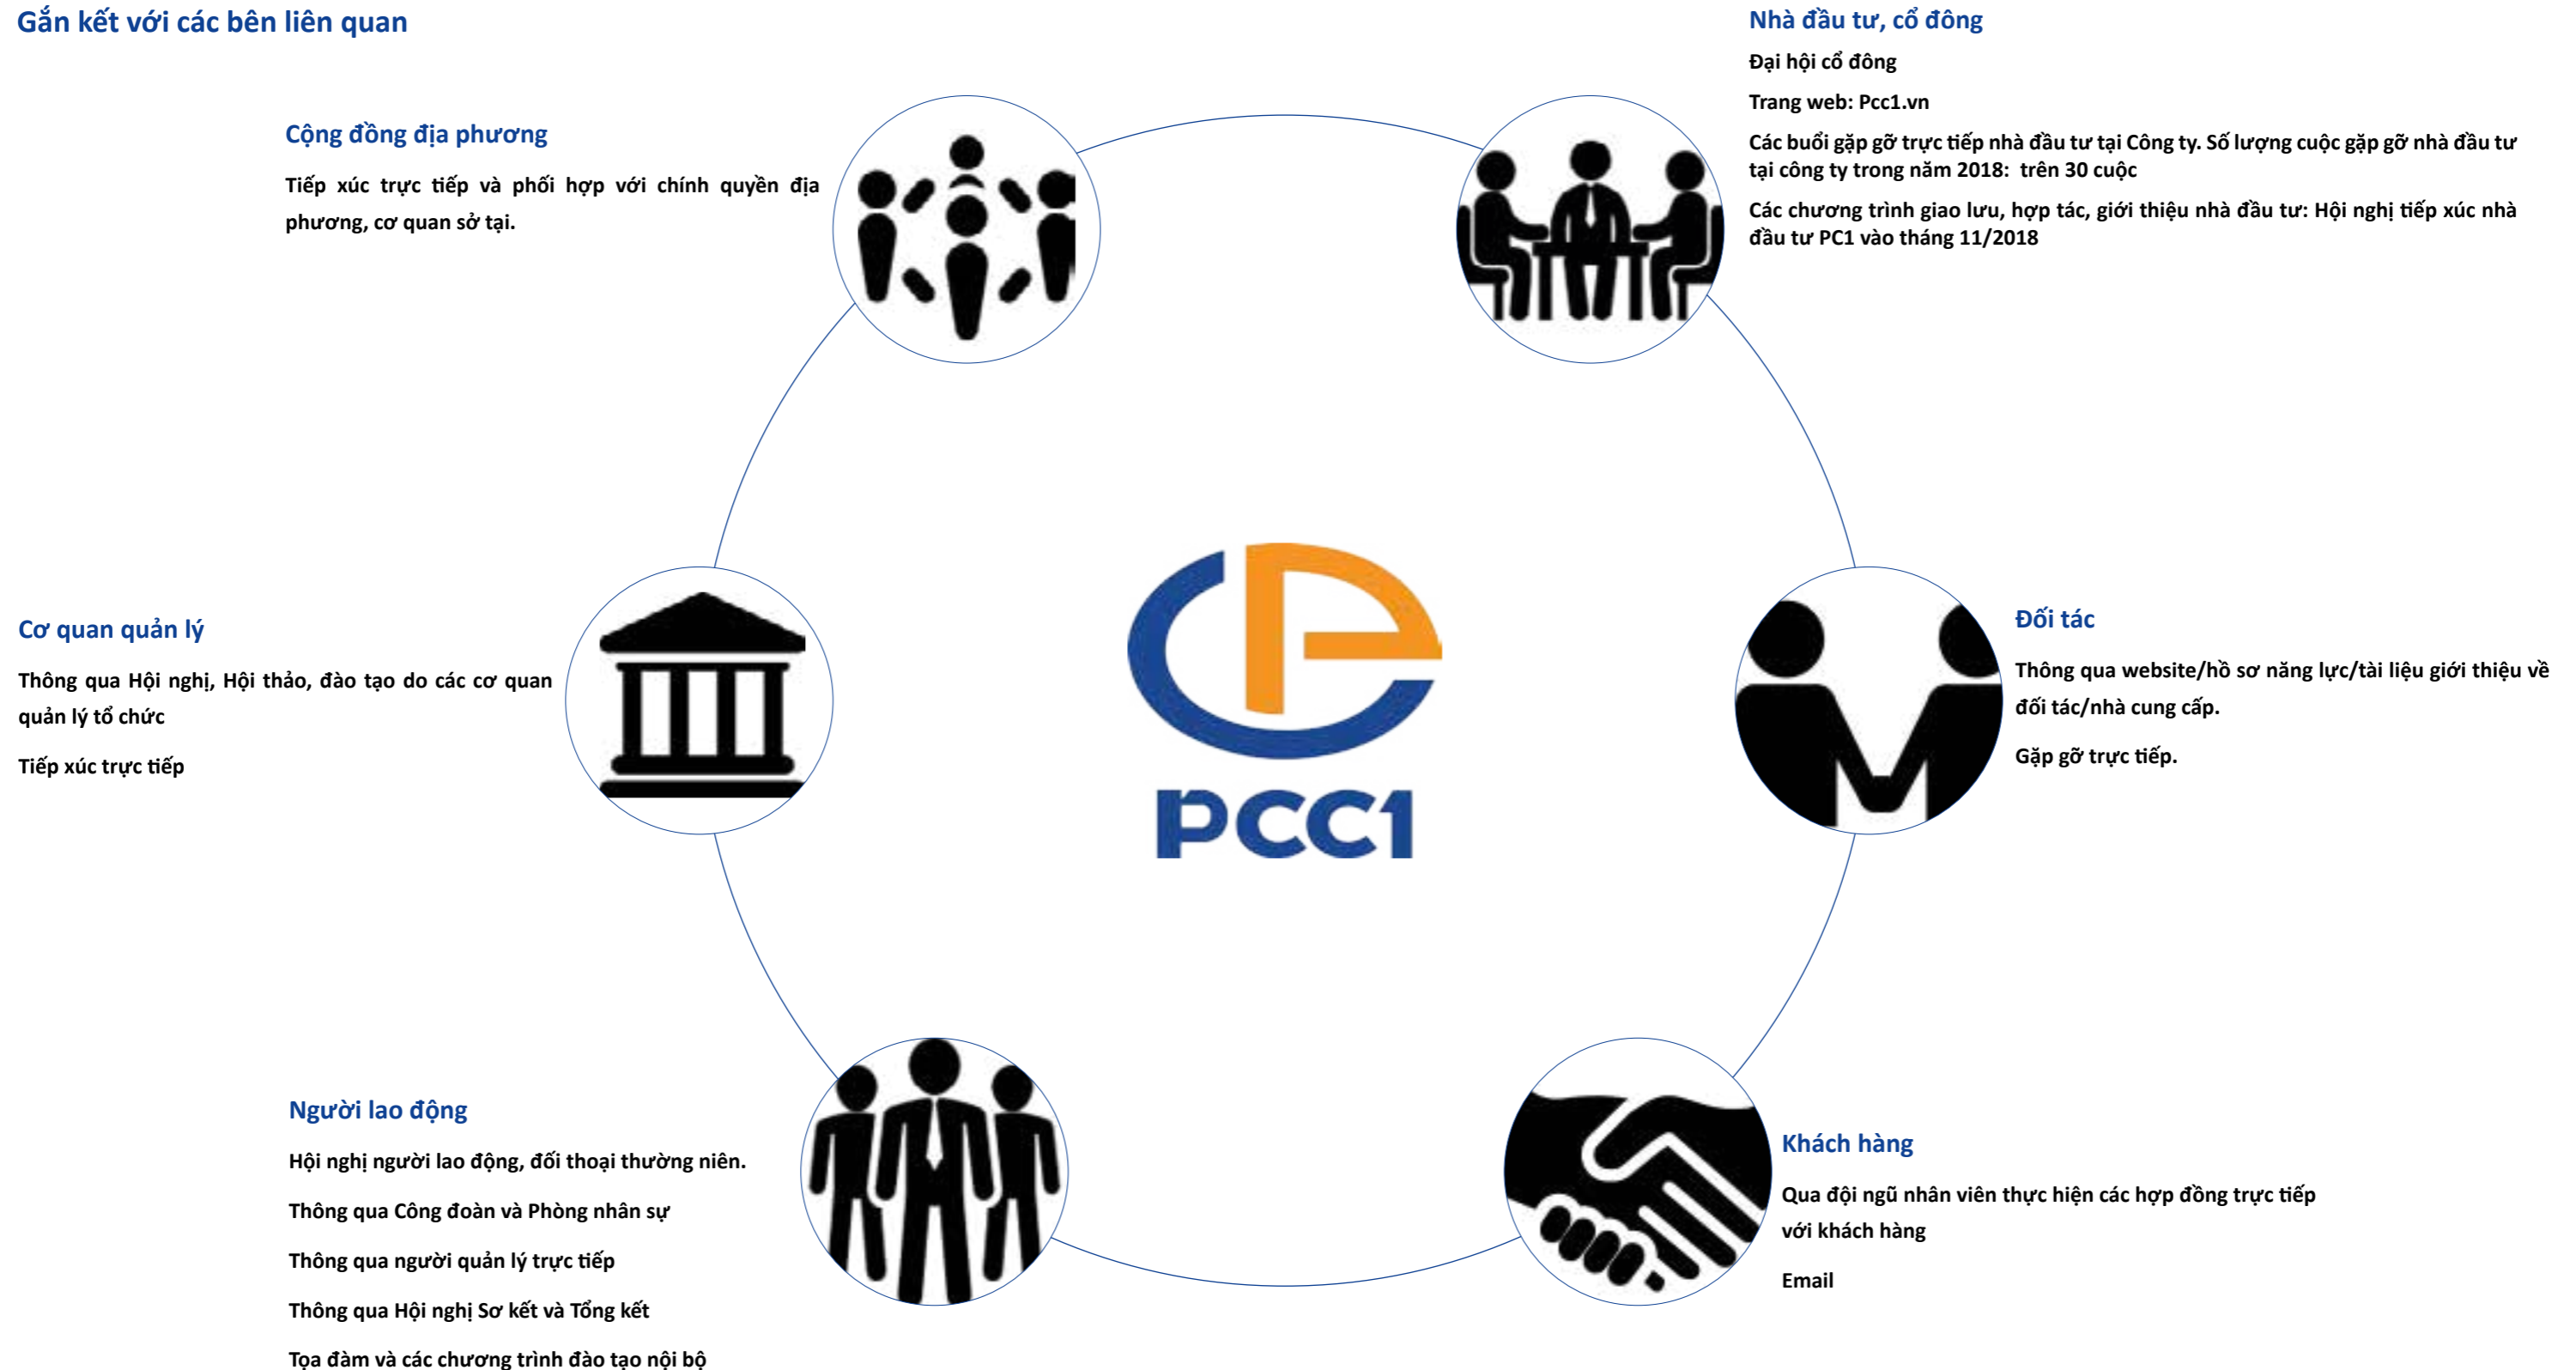 Gắn kết với các bên liên quan
Nhà đầu tư, cổ đông
Đại hội cổ đông
Trang web: Pcc1.vn
Các buổi gặp gỡ trực tiếp nhà đầu tư tại Công ty. Số lượng cuộc gặp gỡ nhà đầu tư
tại công ty trong năm 2018: trên 30 cuộc
Các chương trình giao lưu, hợp tác, giới thiệu nhà đầu tư: Hội nghị tiếp xúc nhà
đầu tư PC1 vào tháng 11/2018
Cộng đồng địa phương
Tiếp xúc trực tiếp và phối hợp với chính quyền địa
phương, cơ quan sở tại.
Cơ quan quản lý
Thông qua Hội nghị, Hội thảo, đào tạo do các cơ quan
quản lý tổ chức
Tiếp xúc trực tiếp
PCC1
Đối tác
Thông qua website/hồ sơ năng lực/tài liệu giới thiệu về
đối tác/nhà cung cấp.
Gặp gỡ trực tiếp.
Người lao động
Hội nghị người lao động, đối thoại thường niên.
Thông qua Công đoàn và Phòng nhân sự
Thông qua người quản lý trực tiếp
Thông qua Hội nghị Sơ kết và Tổng kết
Tọa đàm và các chương trình đào tạo nội bộ
Khách hàng
Qua đội ngũ nhân viên thực hiện các hợp đồng trực tiếp
với khách hàng
Email